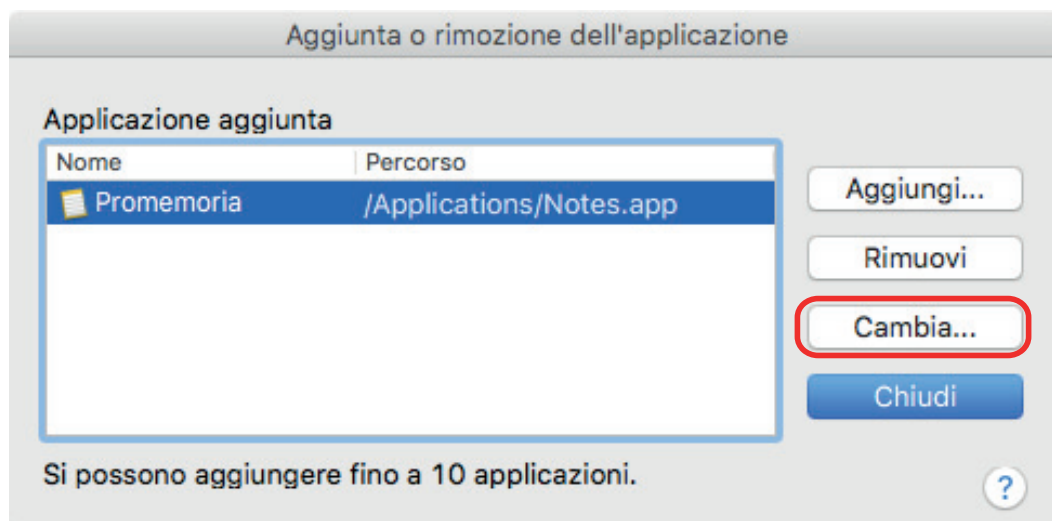 Aggiunta o rimozione dell'applicazione
Applicazione aggiunta
Nome Percorso
Promemoria /Applications/Notes.app
Aggiungi...
Rimuovi
Cambia...
Chiudi
Si possono aggiungere fino a 10 applicazioni.
?